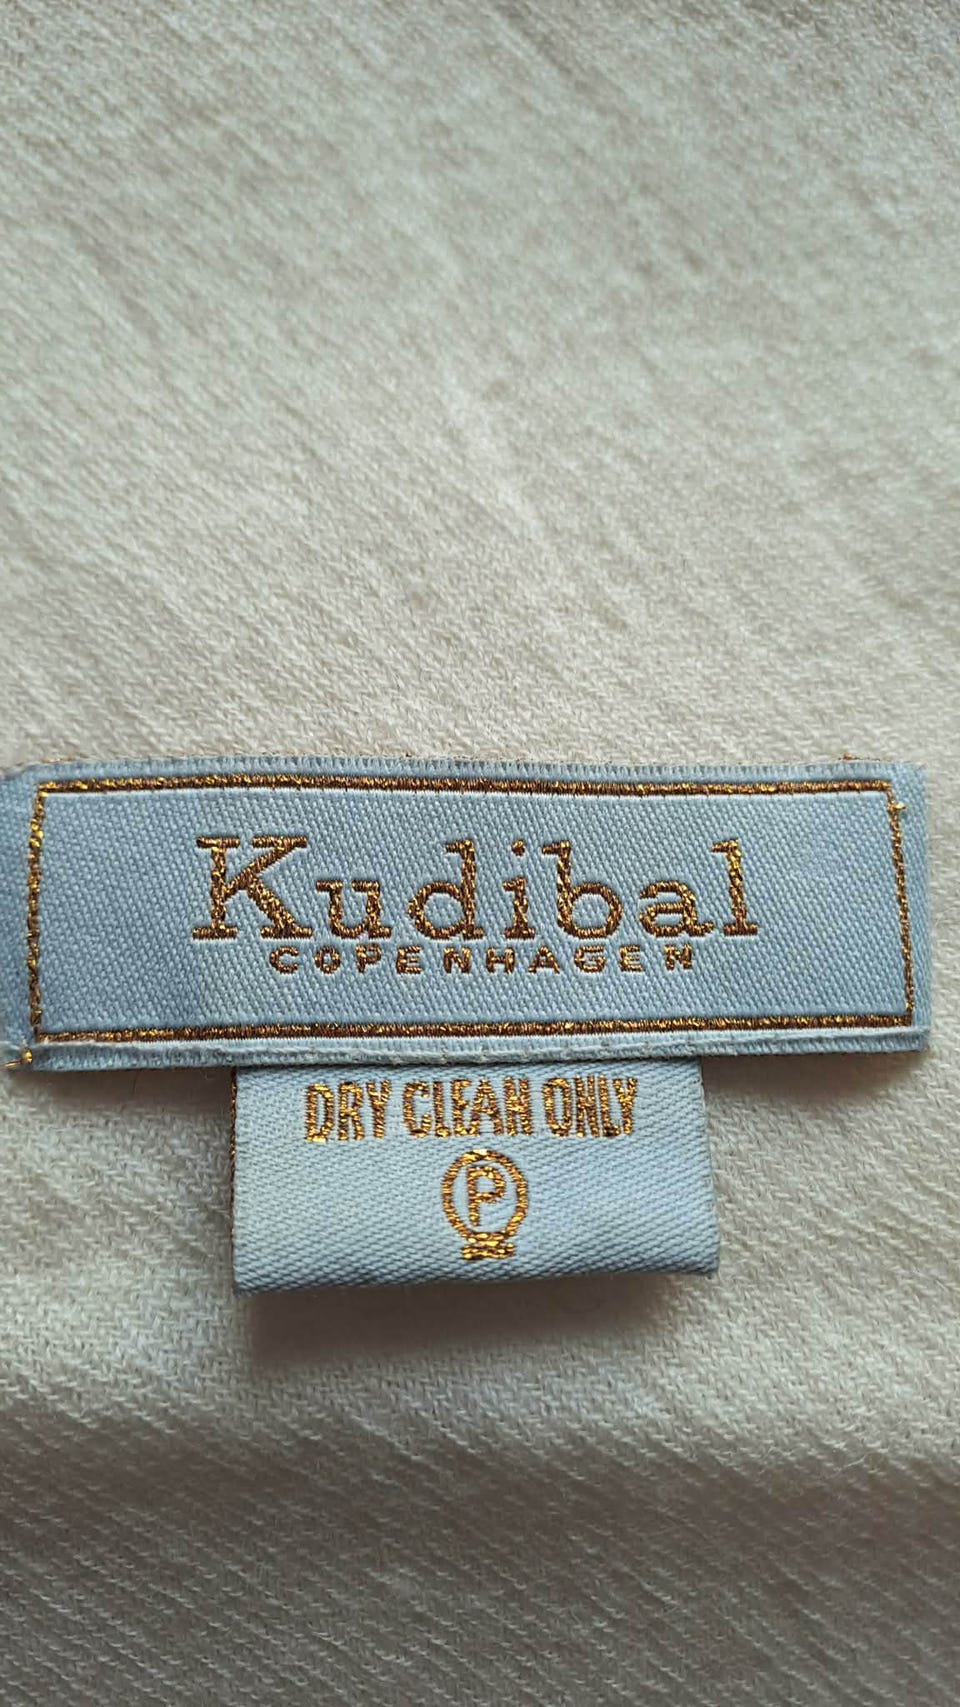 Kudibal
COPENHAGEN
DRY CLEAN ONLY
P